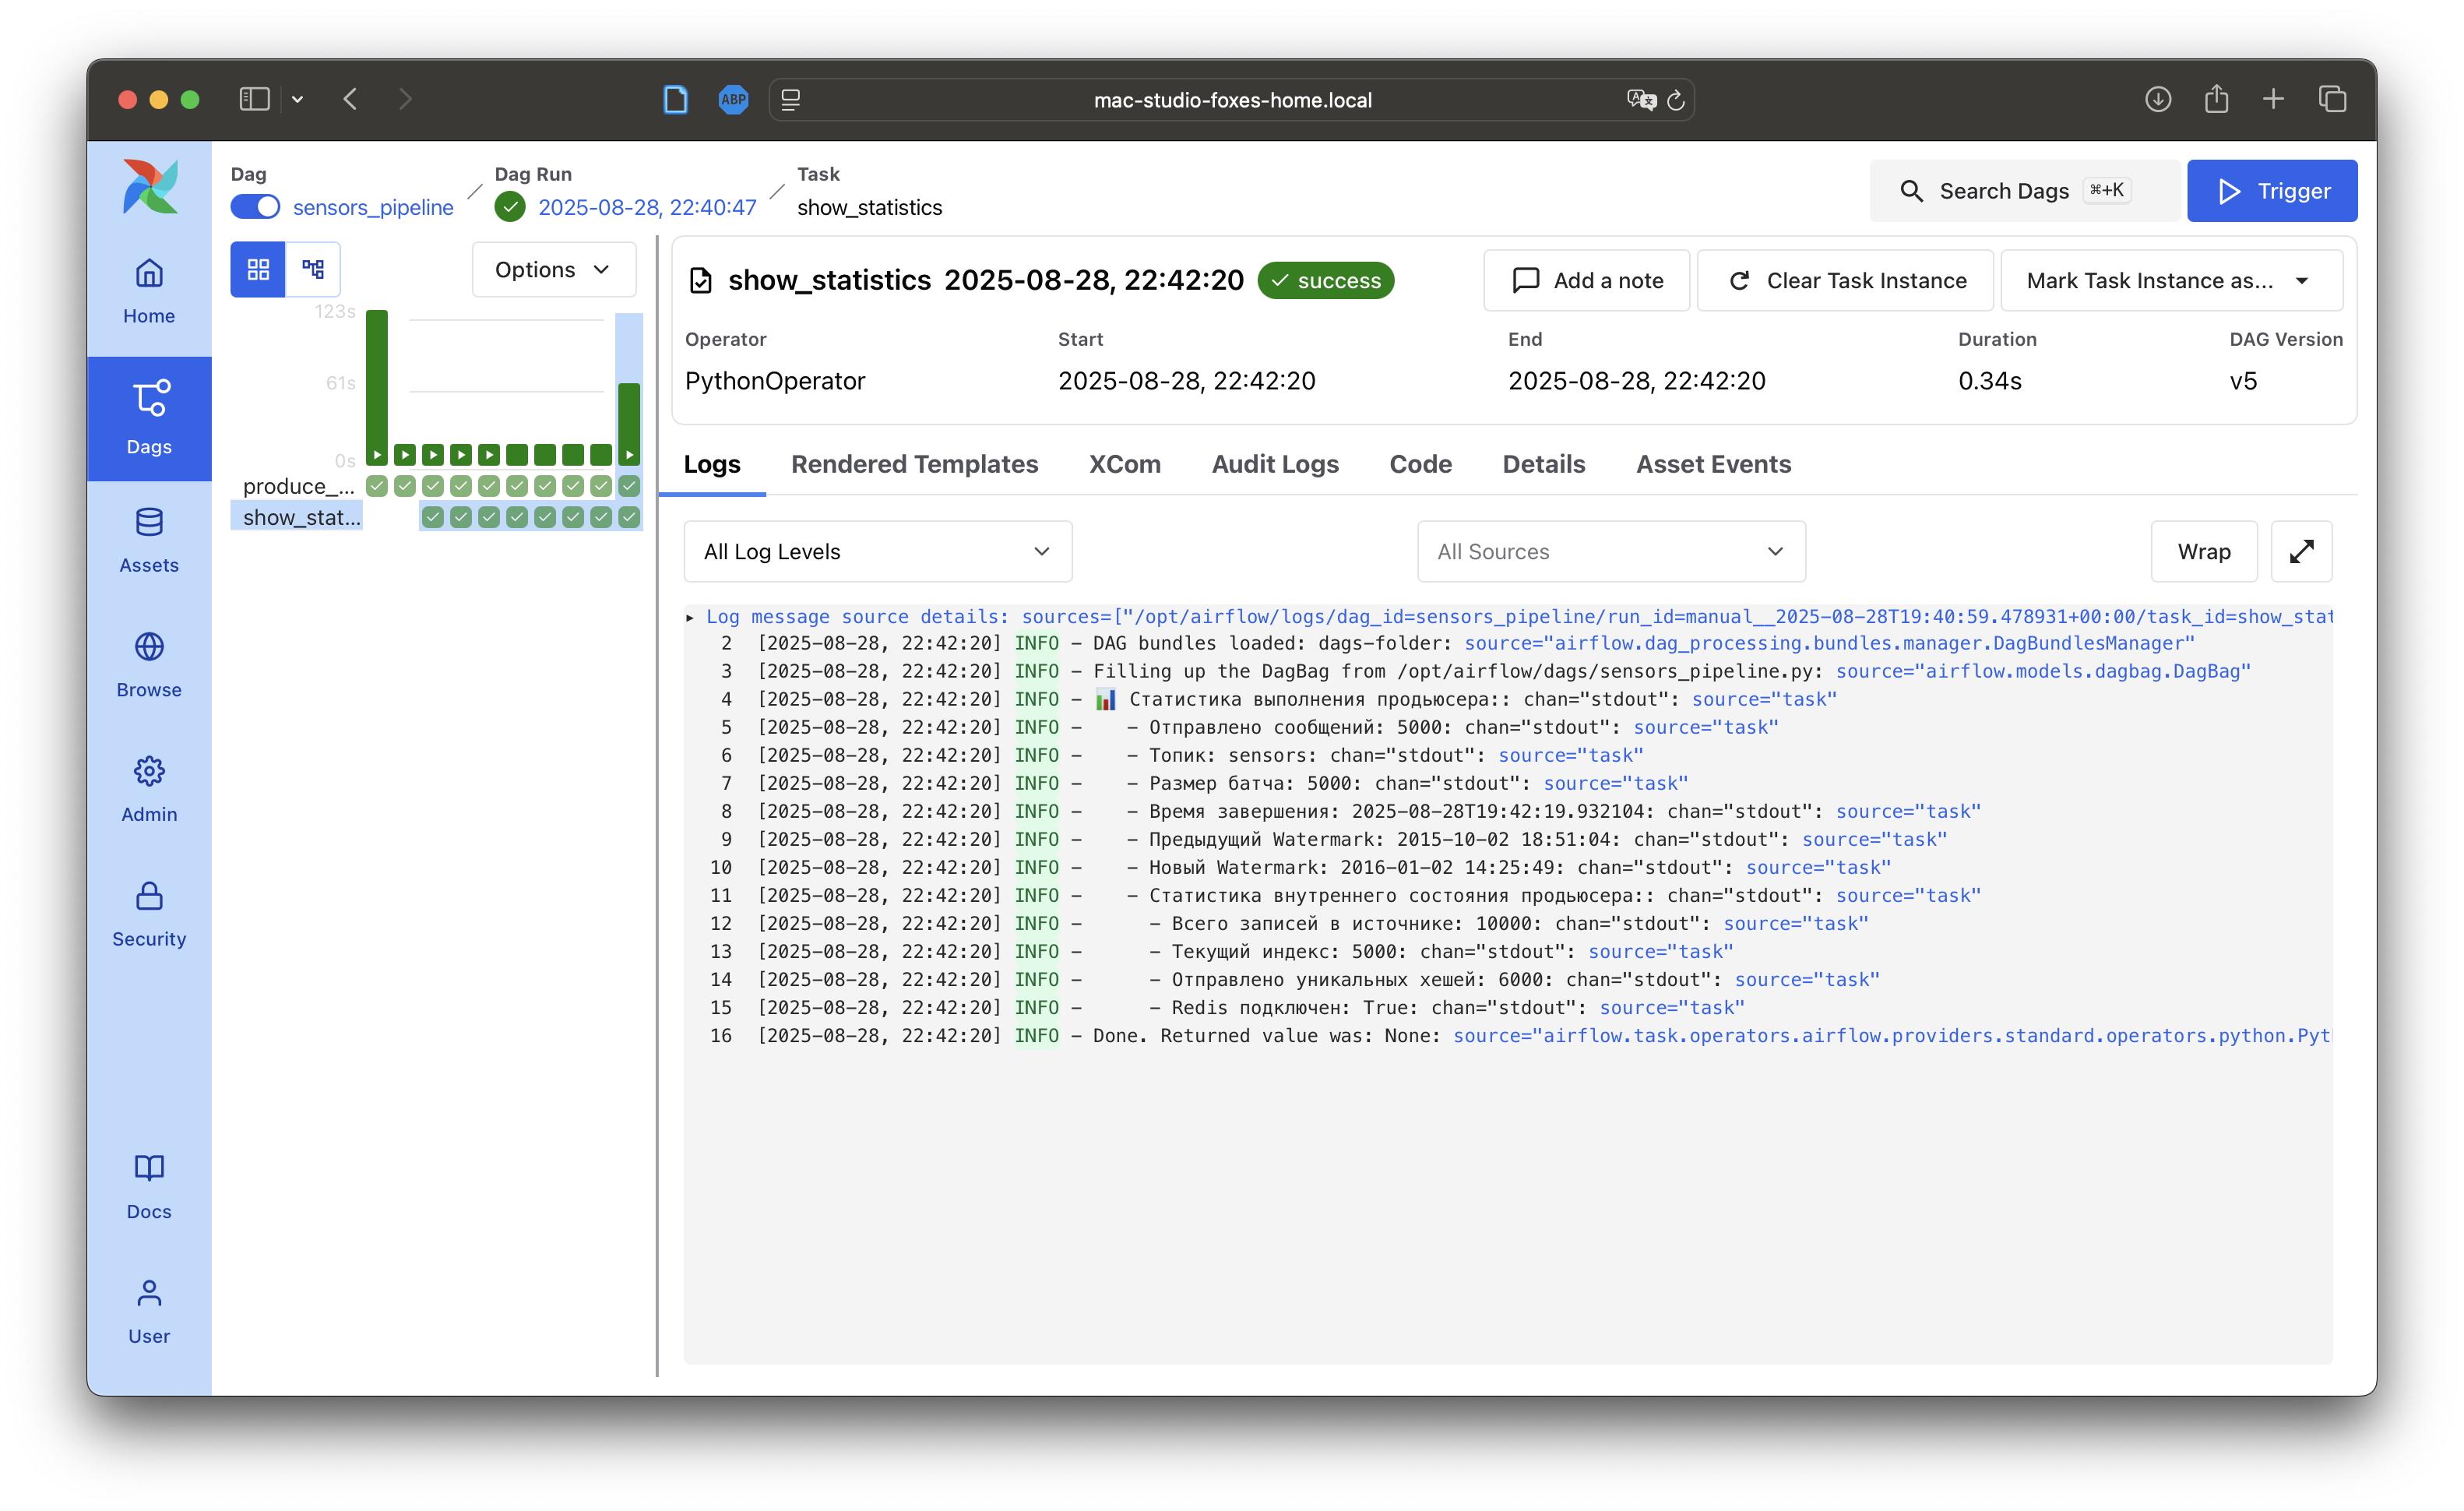 ABP
mac-studio-foxes-home.local
Dag
sensors_pipeline
Dag Run
2025-08-28, 22:40:47
Task
show_statistics
Search Dags ⌘+K
Trigger
Home
Dags
Assets
Browse
Admin
Security
Docs
User
Options
123s
61s
0s
produce_...
show_stat...
show_statistics 2025-08-28, 22:42:20 success
Add a note
Clear Task Instance
Mark Task Instance as...
Operator Start End Duration DAG Version
PythonOperator 2025-08-28, 22:42:20 2025-08-28, 22:42:20 0.34s v5
Logs Rendered Templates XCom Audit Logs Code Details Asset Events
All Log Levels All Sources Wrap
Log message source details: sources=["/opt/airflow/logs/dag_id=sensors_pipeline/run_id=manual__2025-08-28T19:40:59.478931+00:00/task_id=show_stat
2 [2025-08-28, 22:42:20] INFO - DAG bundles loaded: dags-folder: source="airflow.dag_processing.bundles.manager.DagBundlesManager"
3 [2025-08-28, 22:42:20] INFO - Filling up the DagBag from /opt/airflow/dags/sensors_pipeline.py: source="airflow.models.dagbag.DagBag"
4 [2025-08-28, 22:42:20] INFO - 📊 Статистика выполнения продьюсера:: chan="stdout": source="task"
5 [2025-08-28, 22:42:20] INFO - - Отправлено сообщений: 5000: chan="stdout": source="task"
6 [2025-08-28, 22:42:20] INFO - - Топик: sensors: chan="stdout": source="task"
7 [2025-08-28, 22:42:20] INFO - - Размер батча: 5000: chan="stdout": source="task"
8 [2025-08-28, 22:42:20] INFO - - Время завершения: 2025-08-28T19:42:19.932104: chan="stdout": source="task"
9 [2025-08-28, 22:42:20] INFO - - Предыдущий Watermark: 2015-10-02 18:51:04: chan="stdout": source="task"
10 [2025-08-28, 22:42:20] INFO - - Новый Watermark: 2016-01-02 14:25:49: chan="stdout": source="task"
11 [2025-08-28, 22:42:20] INFO - - Статистика внутреннего состояния продьюсера:: chan="stdout": source="task"
12 [2025-08-28, 22:42:20] INFO - - Всего записей в источнике: 10000: chan="stdout": source="task"
13 [2025-08-28, 22:42:20] INFO - - Текущий индекс: 5000: chan="stdout": source="task"
14 [2025-08-28, 22:42:20] INFO - - Отправлено уникальных хешей: 6000: chan="stdout": source="task"
15 [2025-08-28, 22:42:20] INFO - - Redis подключен: True: chan="stdout": source="task"
16 [2025-08-28, 22:42:20] INFO - Done. Returned value was: None: source="airflow.task.operators.airflow.providers.standard.operators.python.Pyt